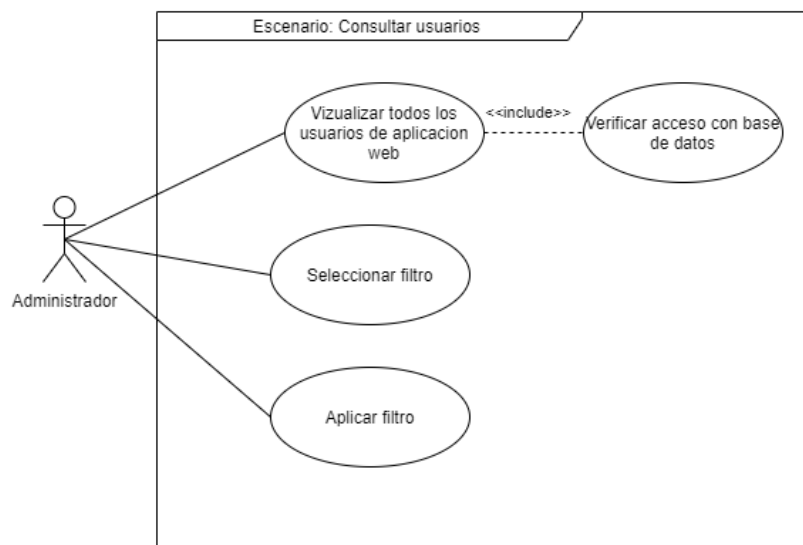 Escenario: Consultar usuarios
Vizualizar todos los
usuarios de aplicacion
web
<<include>>
Verificar acceso con base
de datos
Seleccionar filtro
Administrador
Aplicar filtro